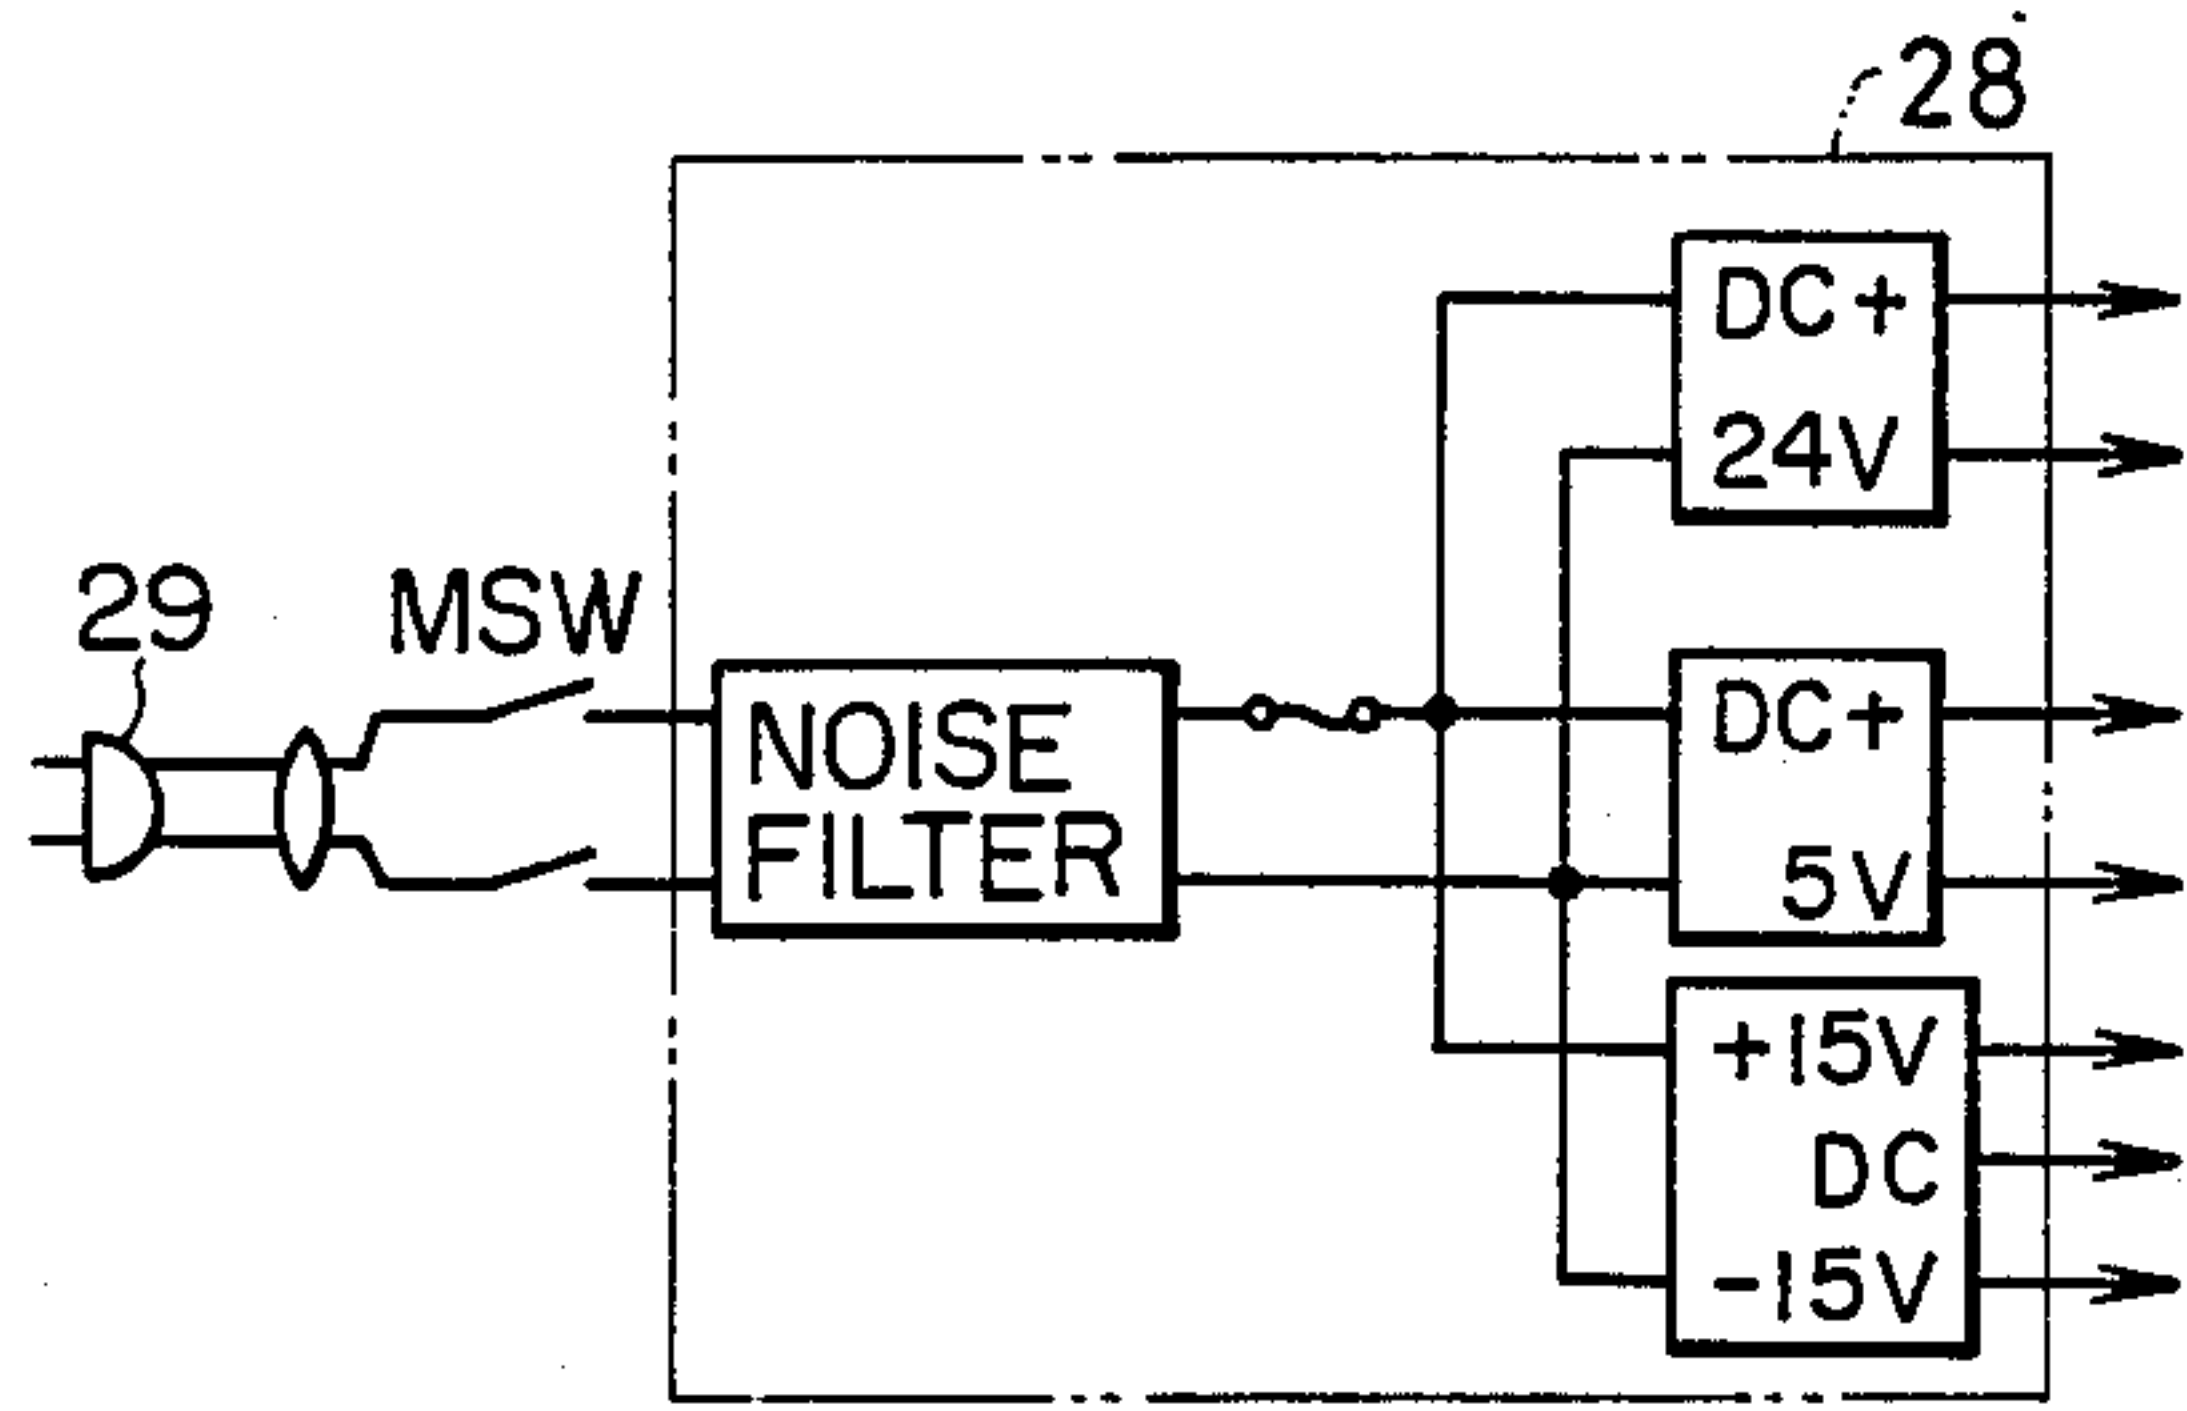 28
DC+
24V
29
MSW
NOISE
FILTER
DC+
5V
+15V
DC
-15V